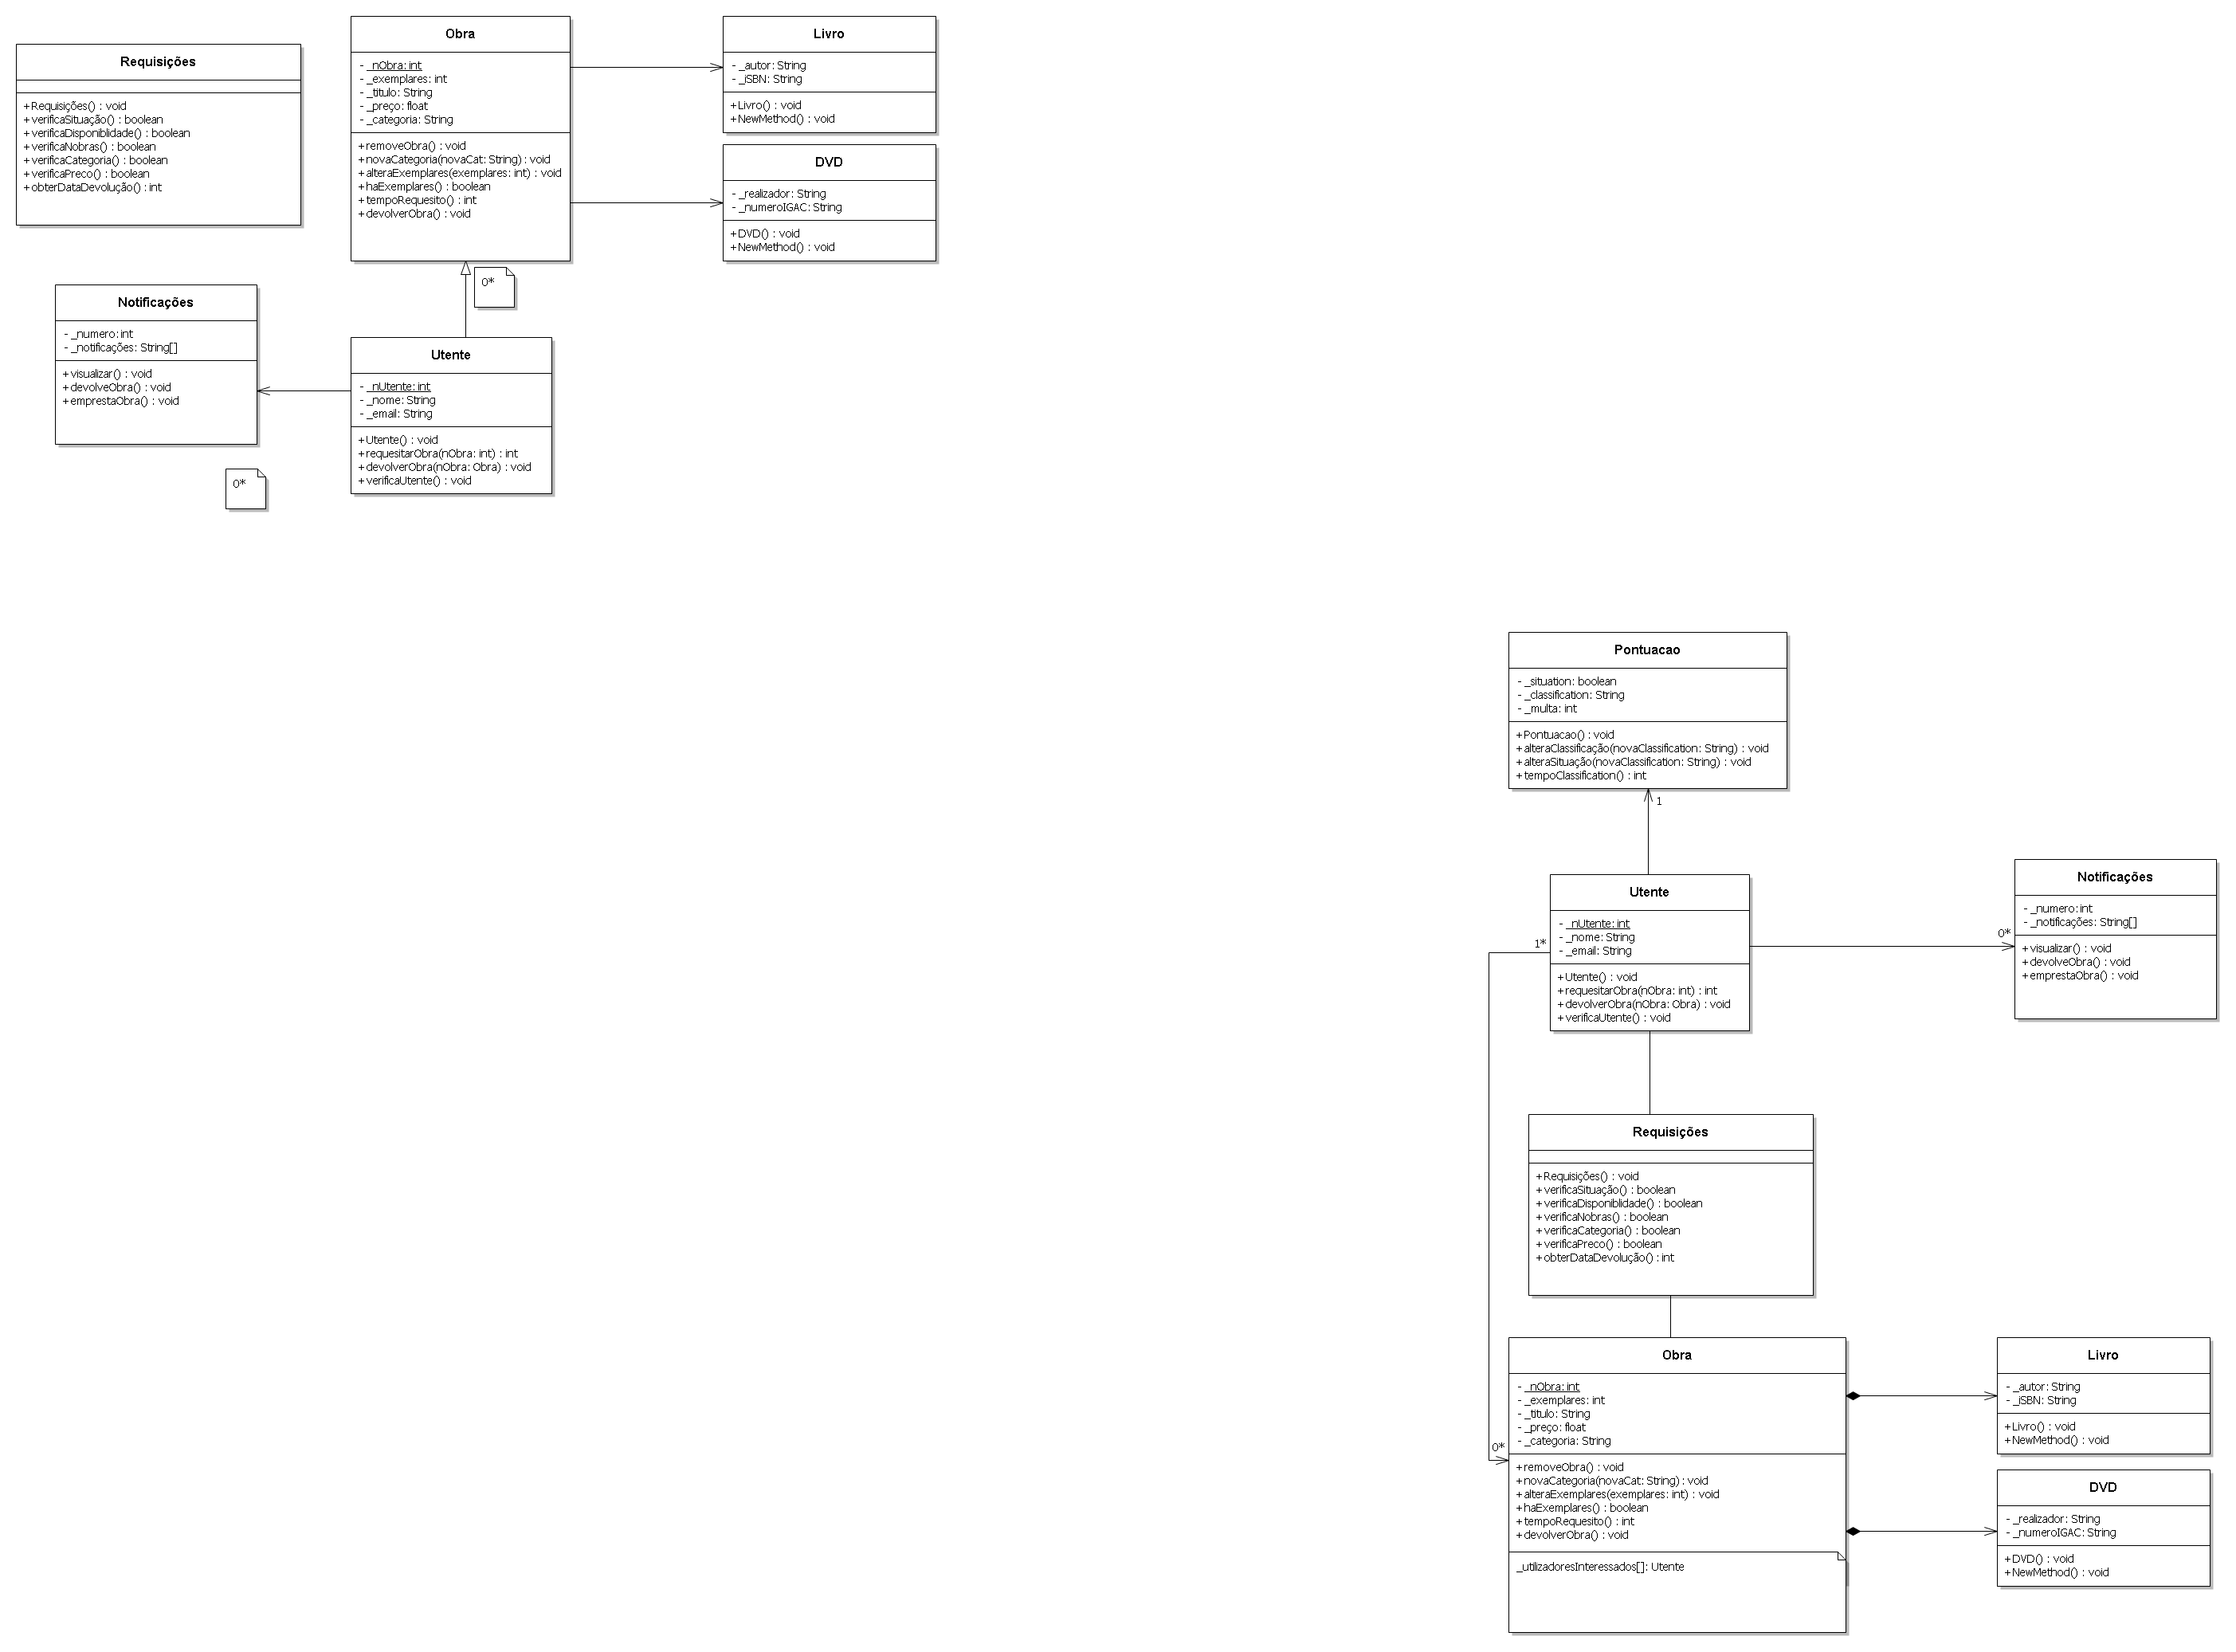 Requisições
+Requisições() : void
+verificaSituação() : boolean
+verificaDisponiblidade() : boolean
+verificaNobras() : boolean
+verificaCategoria() : boolean
+verificaPreco() : boolean
+obterDataDevolução() : int
Obra
- _nObra: int
- _exemplares: int
- _titulo: String
- _preço: float
- _categoria: String
+removeObra() : void
+novaCategoria(novaCat: String) : void
+alteraExemplares(exemplares: int) : void
+haExemplares() : boolean
+tempoRequesito() : int
+devolverObra() : void
Livro
- _autor: String
- _iSBN: String
+Livro() : void
+NewMethod() : void
DVD
- _realizador: String
- _numeroIGAC: String
+DVD() : void
+NewMethod() : void
0*
Notificações
- _numero: int
- _notificações: String[]
+visualizar() : void
+devolveObra() : void
+emprestaObra() : void
Utente
- _nUtente: int
- _nome: String
- _email: String
+Utente() : void
+requesitarObra(nObra: int) : int
+devolverObra(nObra: Obra) : void
+verificaUtente() : void
0*
Pontuacao
- _situation: boolean
- _classification: String
- _multa: int
+Pontuacao() : void
+alteraClassificação(novaClassification: String) : void
+alteraSituação(novaClassification: String) : void
+tempoClassification() : int
1
Utente
- _nUtente: int
- _nome: String
- _email: String
+Utente() : void
+requesitarObra(nObra: int) : int
+devolverObra(nObra: Obra) : void
+verificaUtente() : void
1*
0*
Notificações
- _numero: int
- _notificações: String[]
+visualizar() : void
+devolveObra() : void
+emprestaObra() : void
Requisições
+Requisições() : void
+verificaSituação() : boolean
+verificaDisponiblidade() : boolean
+verificaNobras() : boolean
+verificaCategoria() : boolean
+verificaPreco() : boolean
+obterDataDevolução() : int
Obra
- _nObra: int
- _exemplares: int
- _titulo: String
- _preço: float
- _categoria: String
0*
+removeObra() : void
+novaCategoria(novaCat: String) : void
+alteraExemplares(exemplares: int) : void
+haExemplares() : boolean
+tempoRequesito() : int
+devolverObra() : void
_utilizadoresInteressados[]: Utente
Livro
- _autor: String
- _iSBN: String
+Livro() : void
+NewMethod() : void
DVD
- _realizador: String
- _numeroIGAC: String
+DVD() : void
+NewMethod() : void